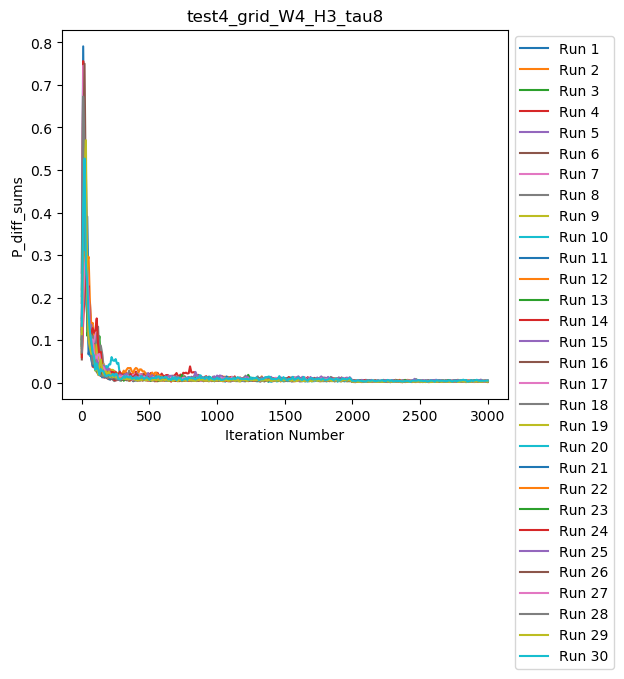 test4_grid_W4_H3_tau8
P_diff_sums
0.8
0.7
0.6
0.5
0.4
0.3
0.2
0.1
0.0
0
500
1000
1500
2000
2500
3000
Iteration Number
Run 1
Run 2
Run 3
Run 4
Run 5
Run 6
Run 7
Run 8
Run 9
Run 10
Run 11
Run 12
Run 13
Run 14
Run 15
Run 16
Run 17
Run 18
Run 19
Run 20
Run 21
Run 22
Run 23
Run 24
Run 25
Run 26
Run 27
Run 28
Run 29
Run 30